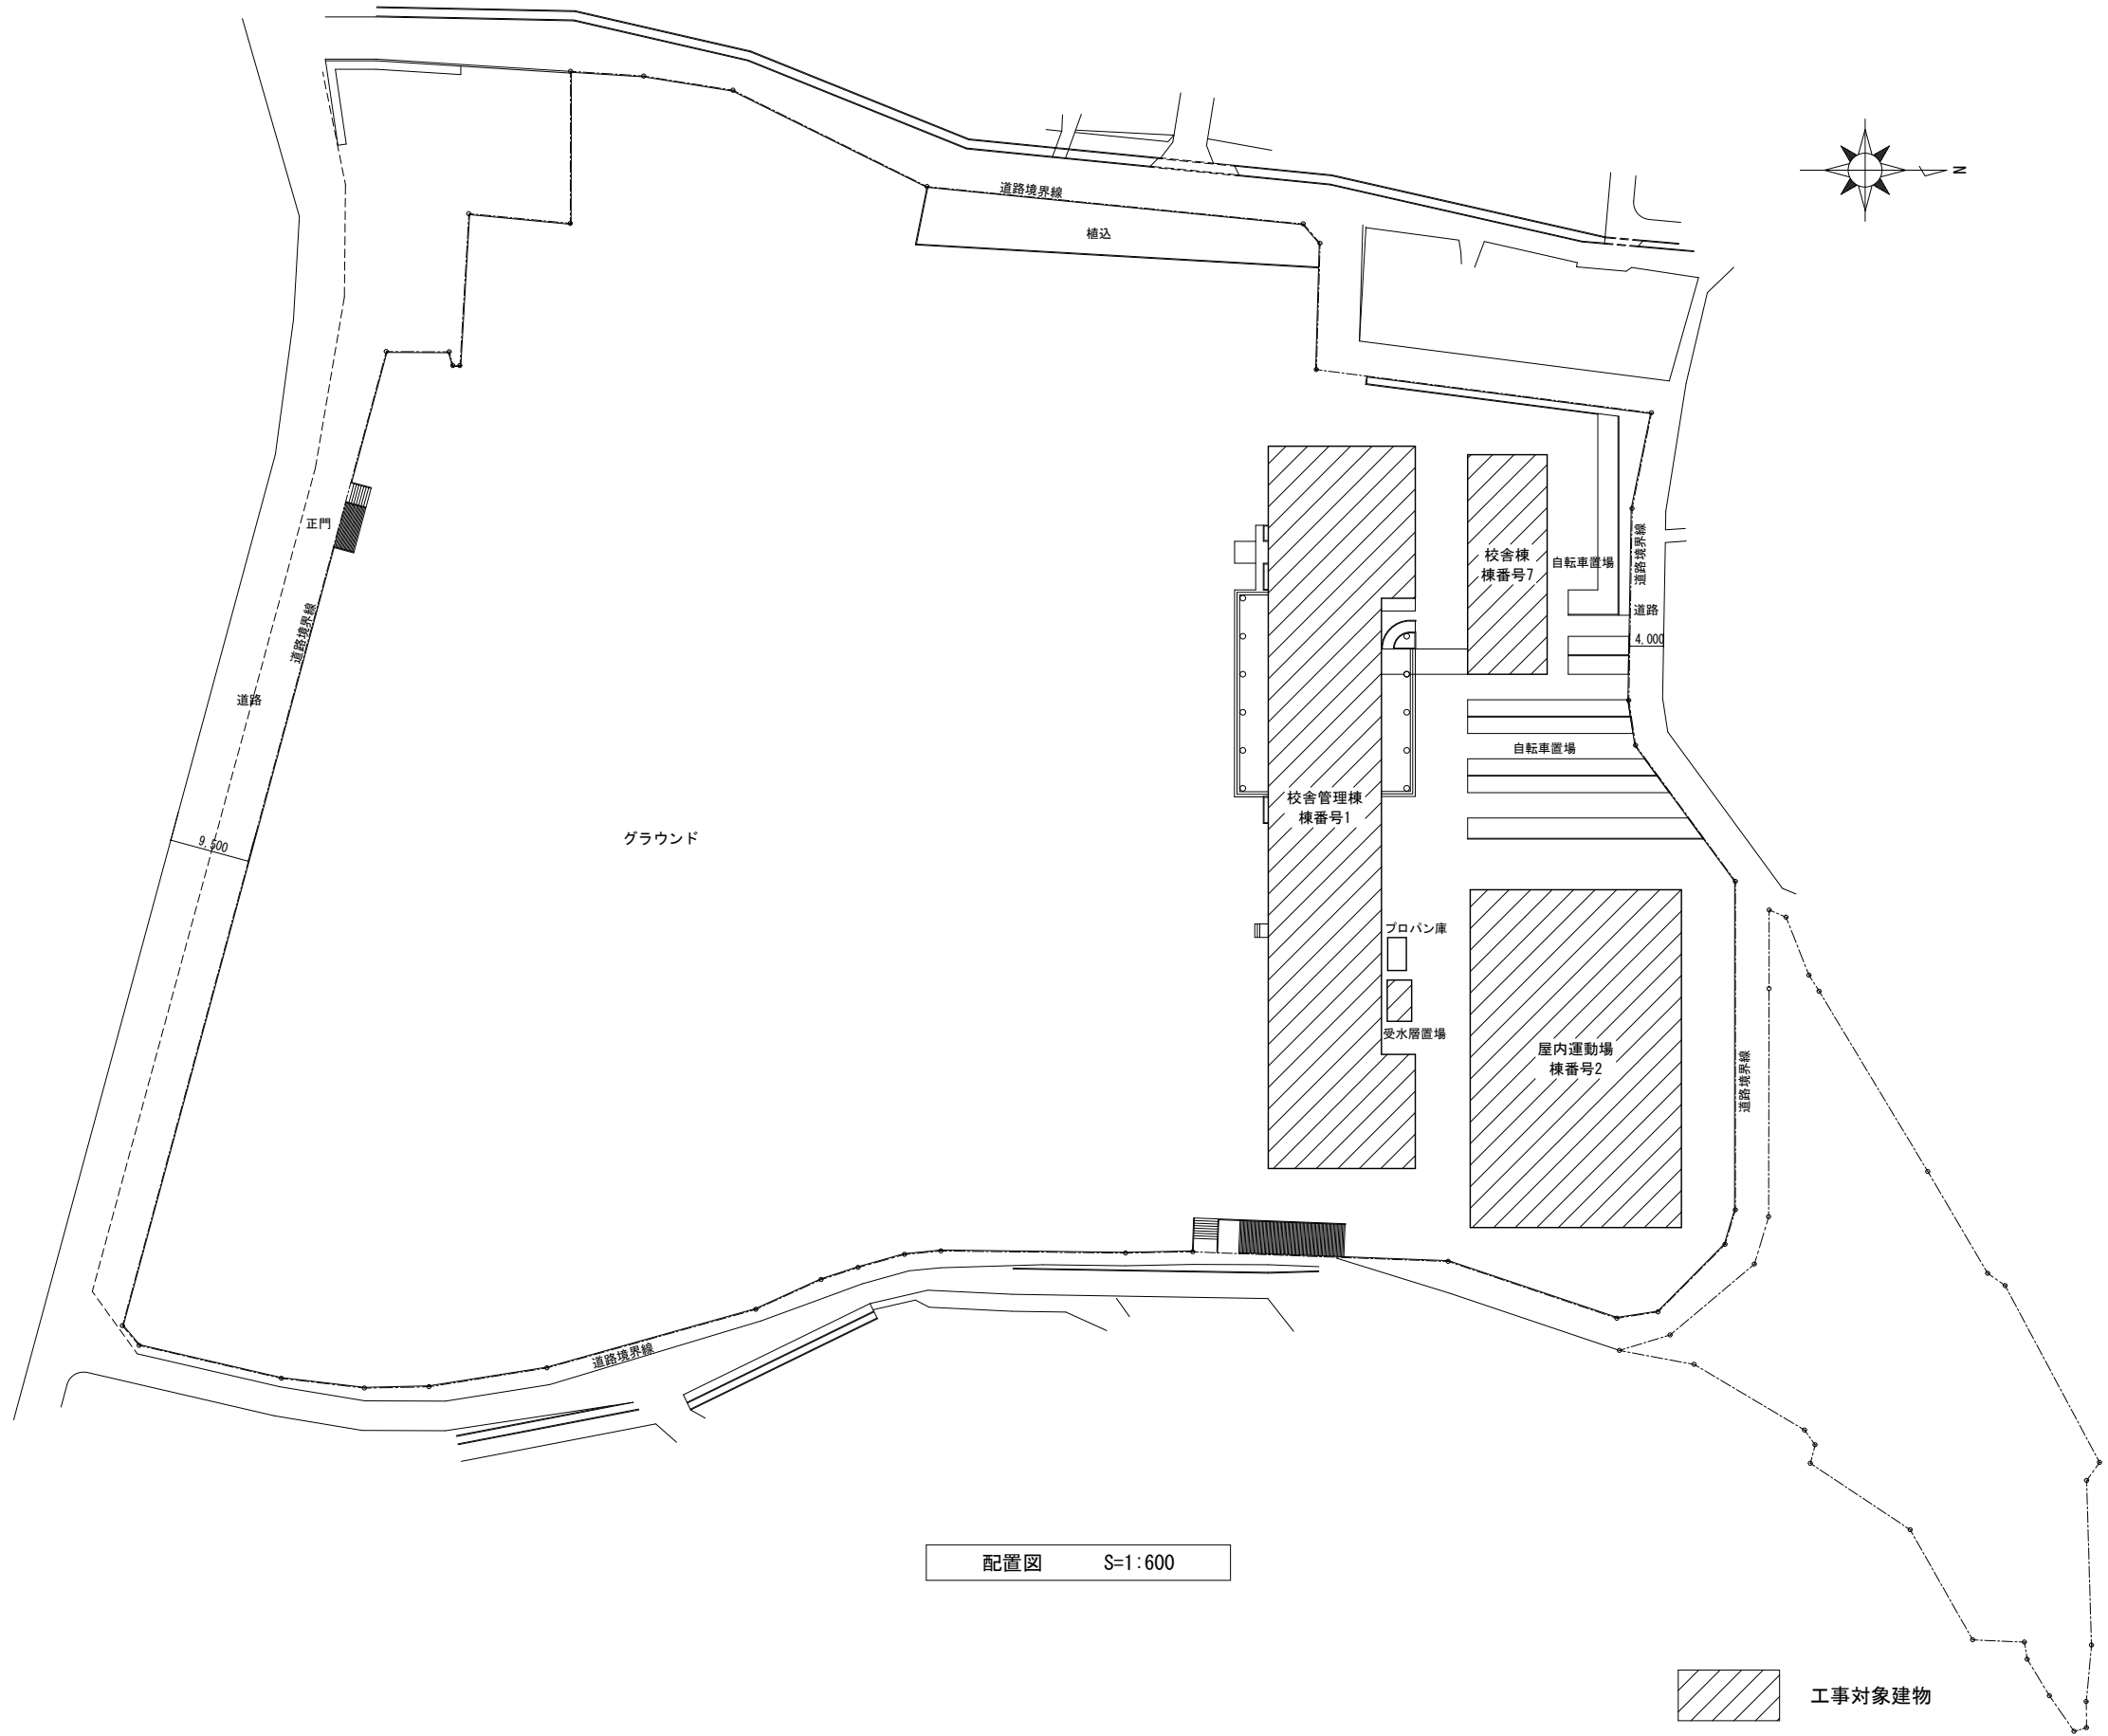 道路境界線
植込
N
正門
校舎棟
棟番号7
自転車置場
道路境界線
道路
4,000
道路境界線
道路
自転車置場
校舎管理棟
棟番号1
グラウンド
9,500
プロパン庫
受水層置場
屋内運動場
棟番号2
道路境界線
道路境界線
配置図 S=1:600
工事対象建物